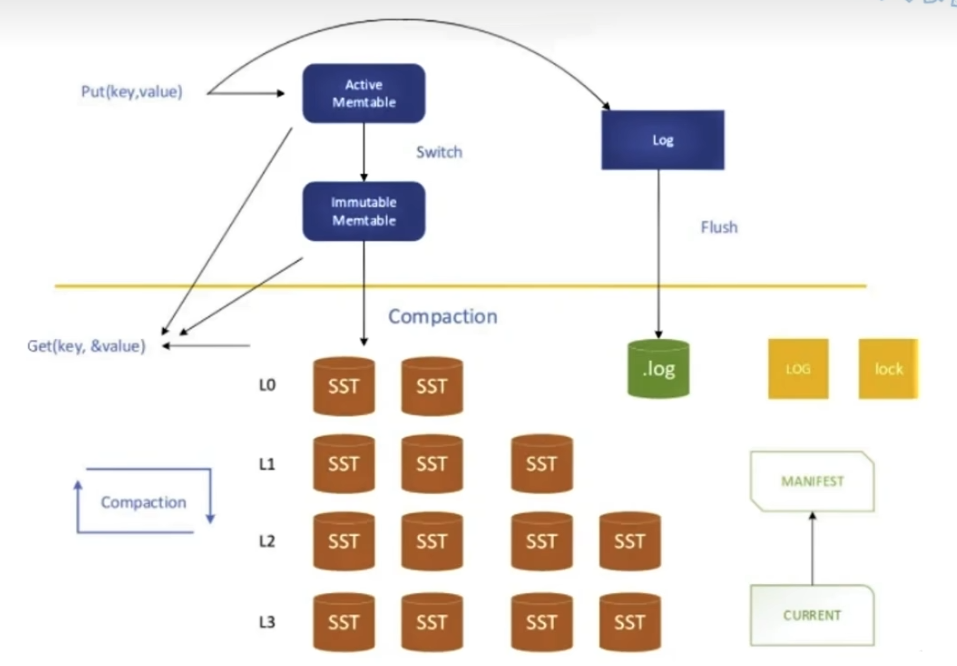 Put(key,value)
Active
Memtable
Log
Switch
Immutable
Memtable
Flush
Compaction
Get(key, &value)
.log
LOG
lock
L0
SST
SST
L1
SST
SST
SST
MANIFEST
Compaction
L2
SST
SST
SST
SST
L3
SST
SST
SST
SST
CURRENT